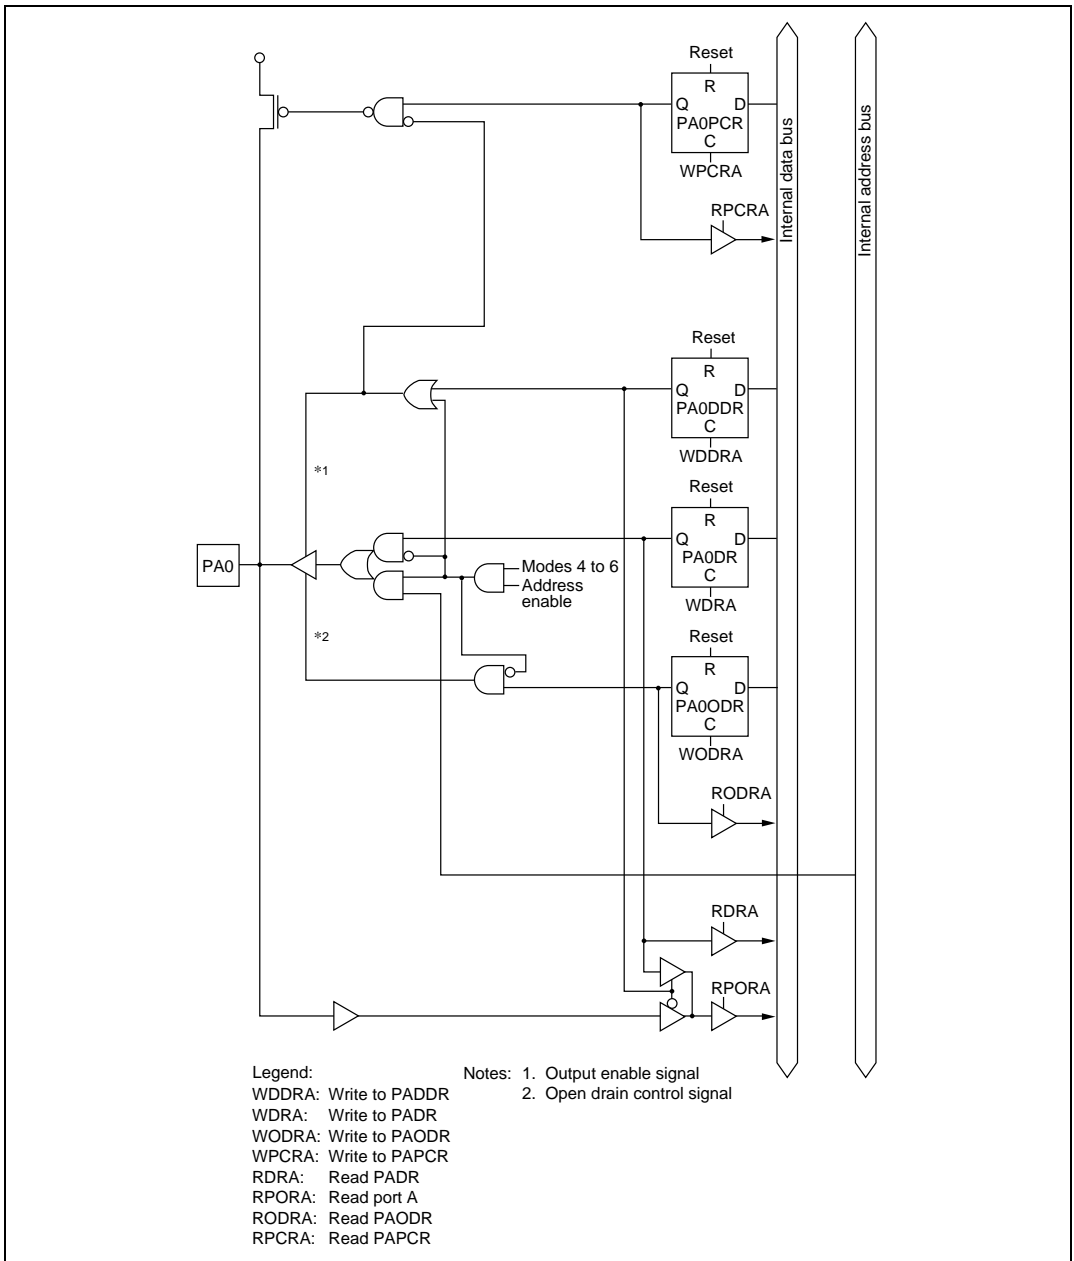 Reset
R
Q D
PA0PCR
C
WPCRA
RPCRA
Internal data bus
Internal address bus
Reset
R
Q D
PA0DDR
C
WDDRA
*1
Reset
R
Q D
PA0DR
C
WDRA
PA0
Modes 4 to 6
Address
enable
*2
Reset
R
Q D
PA0ODR
C
WODRA
RODRA
RDRA
RPORA
Legend:
WDDRA: Write to PADDR
WDRA: Write to PADR
WODRA: Write to PAODR
WPCRA: Write to PAPCR
RDRA: Read PADR
RPORA: Read port A
RODRA: Read PAODR
RPCRA: Read PAPCR
Notes: 1. Output enable signal
2. Open drain control signal